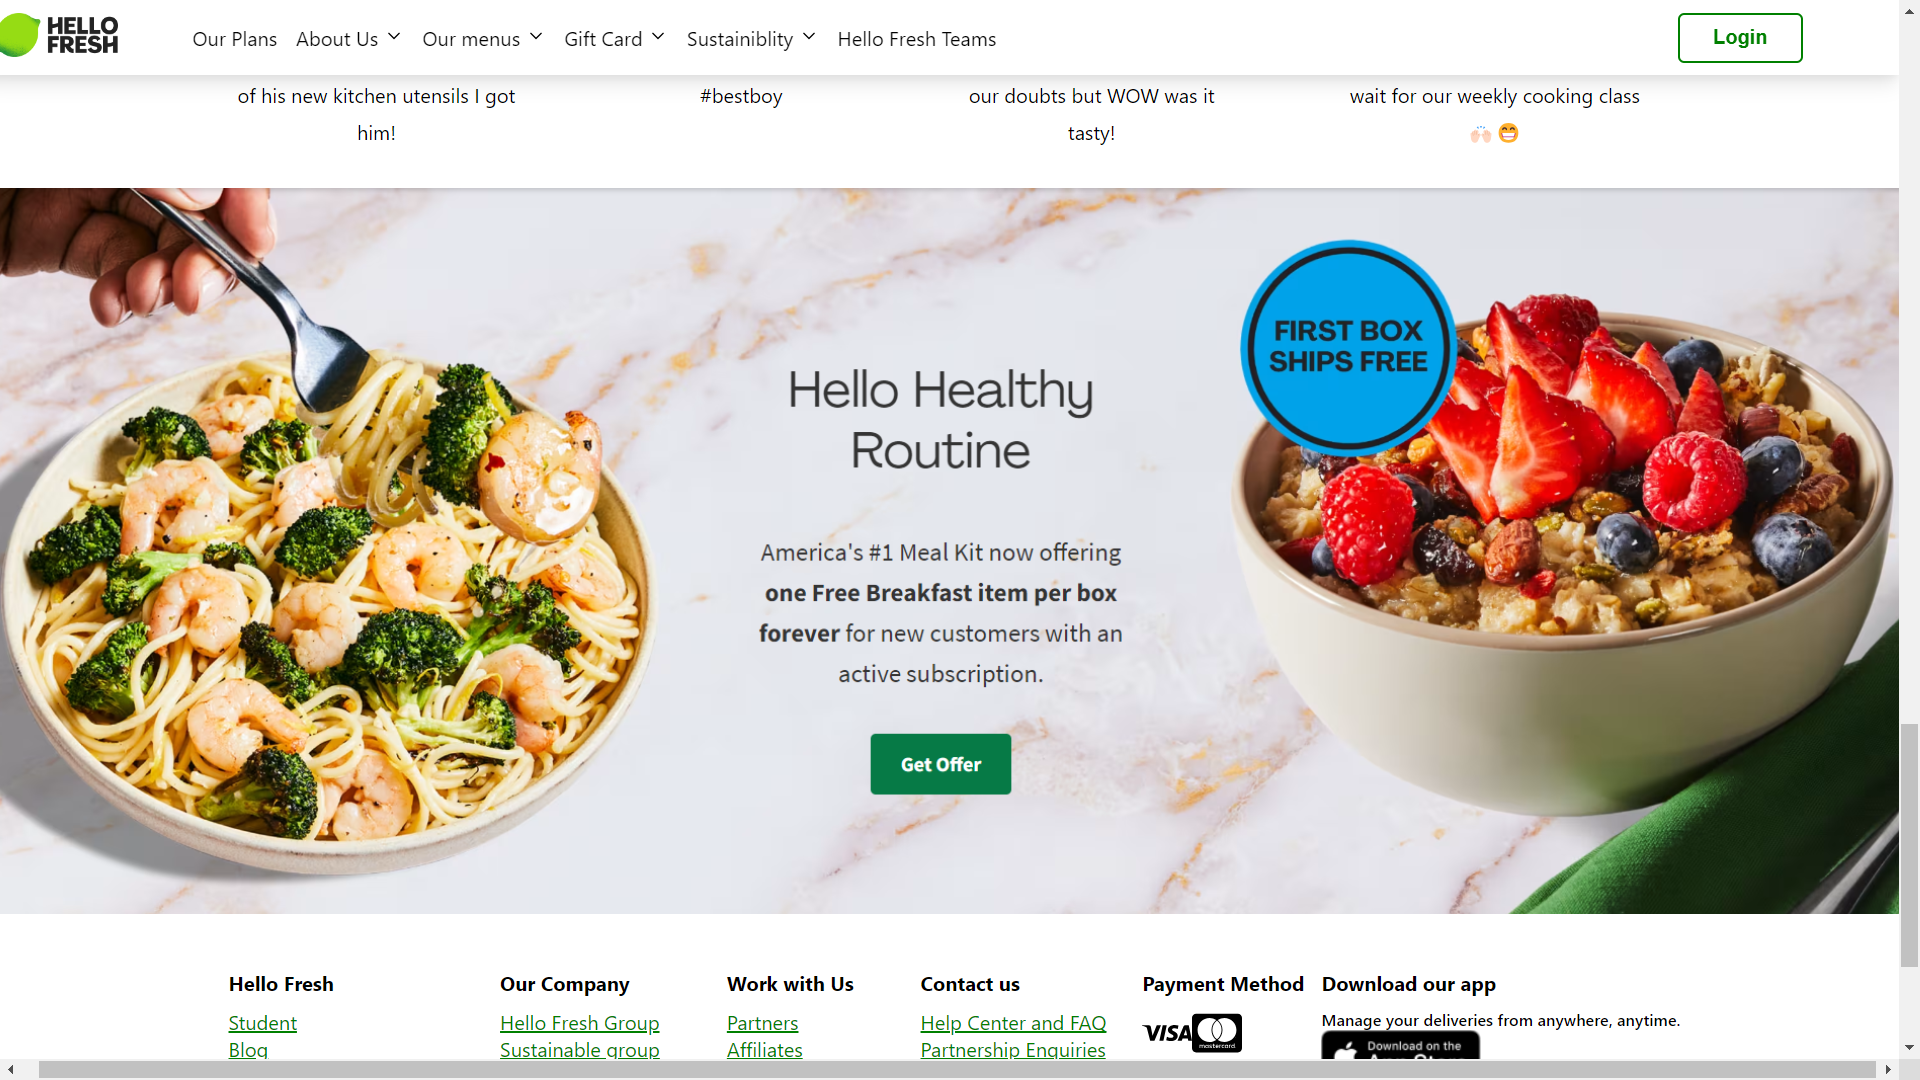 HELLO
FRESH
Our Plans About Us Our menus Gift Card Sustainiblity Hello Fresh Teams
Login
of his new kitchen utensils I got
him!
#bestboy
our doubts but WOW was it
tasty!
wait for our weekly cooking class
🙌🏻 😁
FIRST BOX
SHIPS FREE
Hello Healthy
Routine
America's #1 Meal Kit now offering
one Free Breakfast item per box
forever for new customers with an
active subscription.
Get Offer
Hello Fresh
Student
Blog
Our Company
Hello Fresh Group
Sustainable group
Work with Us
Partners
Affiliates
Contact us
Help Center and FAQ
Partnership Enquiries
Payment Method
VISA
mastercard
Download our app
Manage your deliveries from anywhere, anytime.
Download on the
App Store